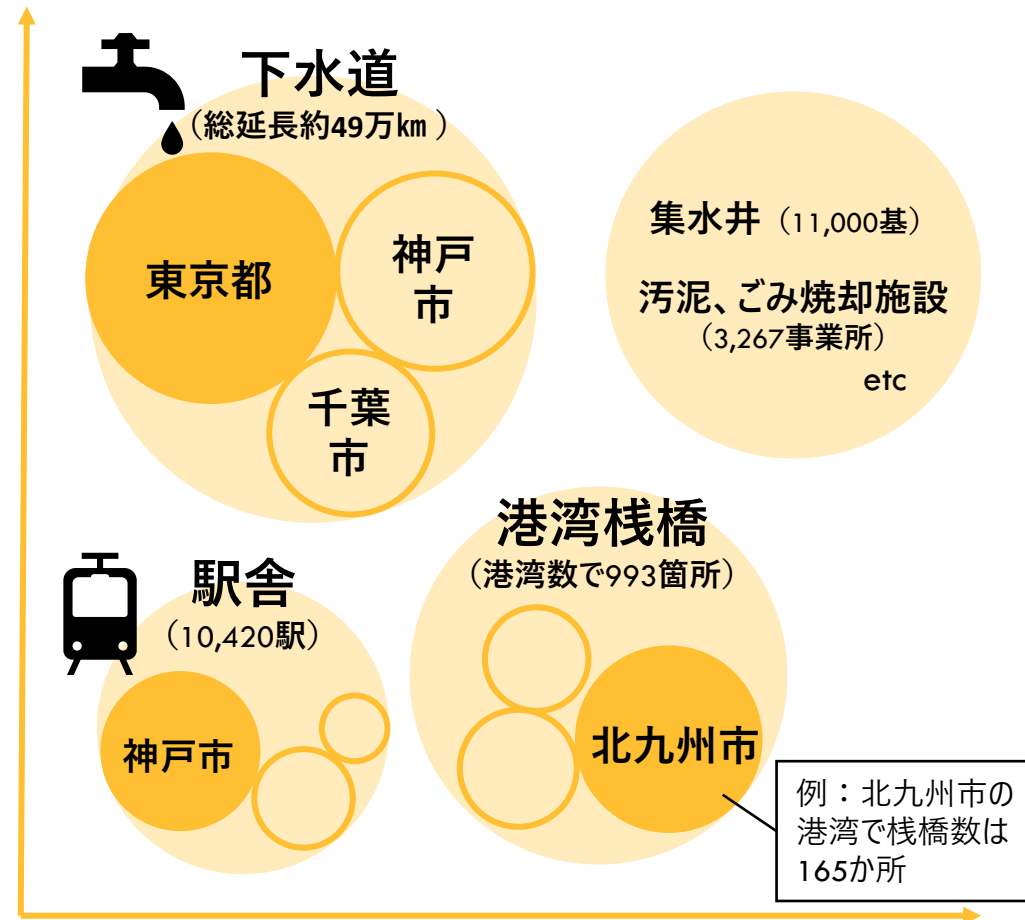 下水道
（総延長約49万㎞ ）
東京都
神戸
市
千葉
市
集水井（11,000基）
汚泥、ごみ焼却施設
（3,267事業所）
etc
駅舎
（10,420駅）
神戸市
港湾桟橋
（港湾数で993箇所）
北九州市
例：北九州市の
港湾で桟橋数は
165か所